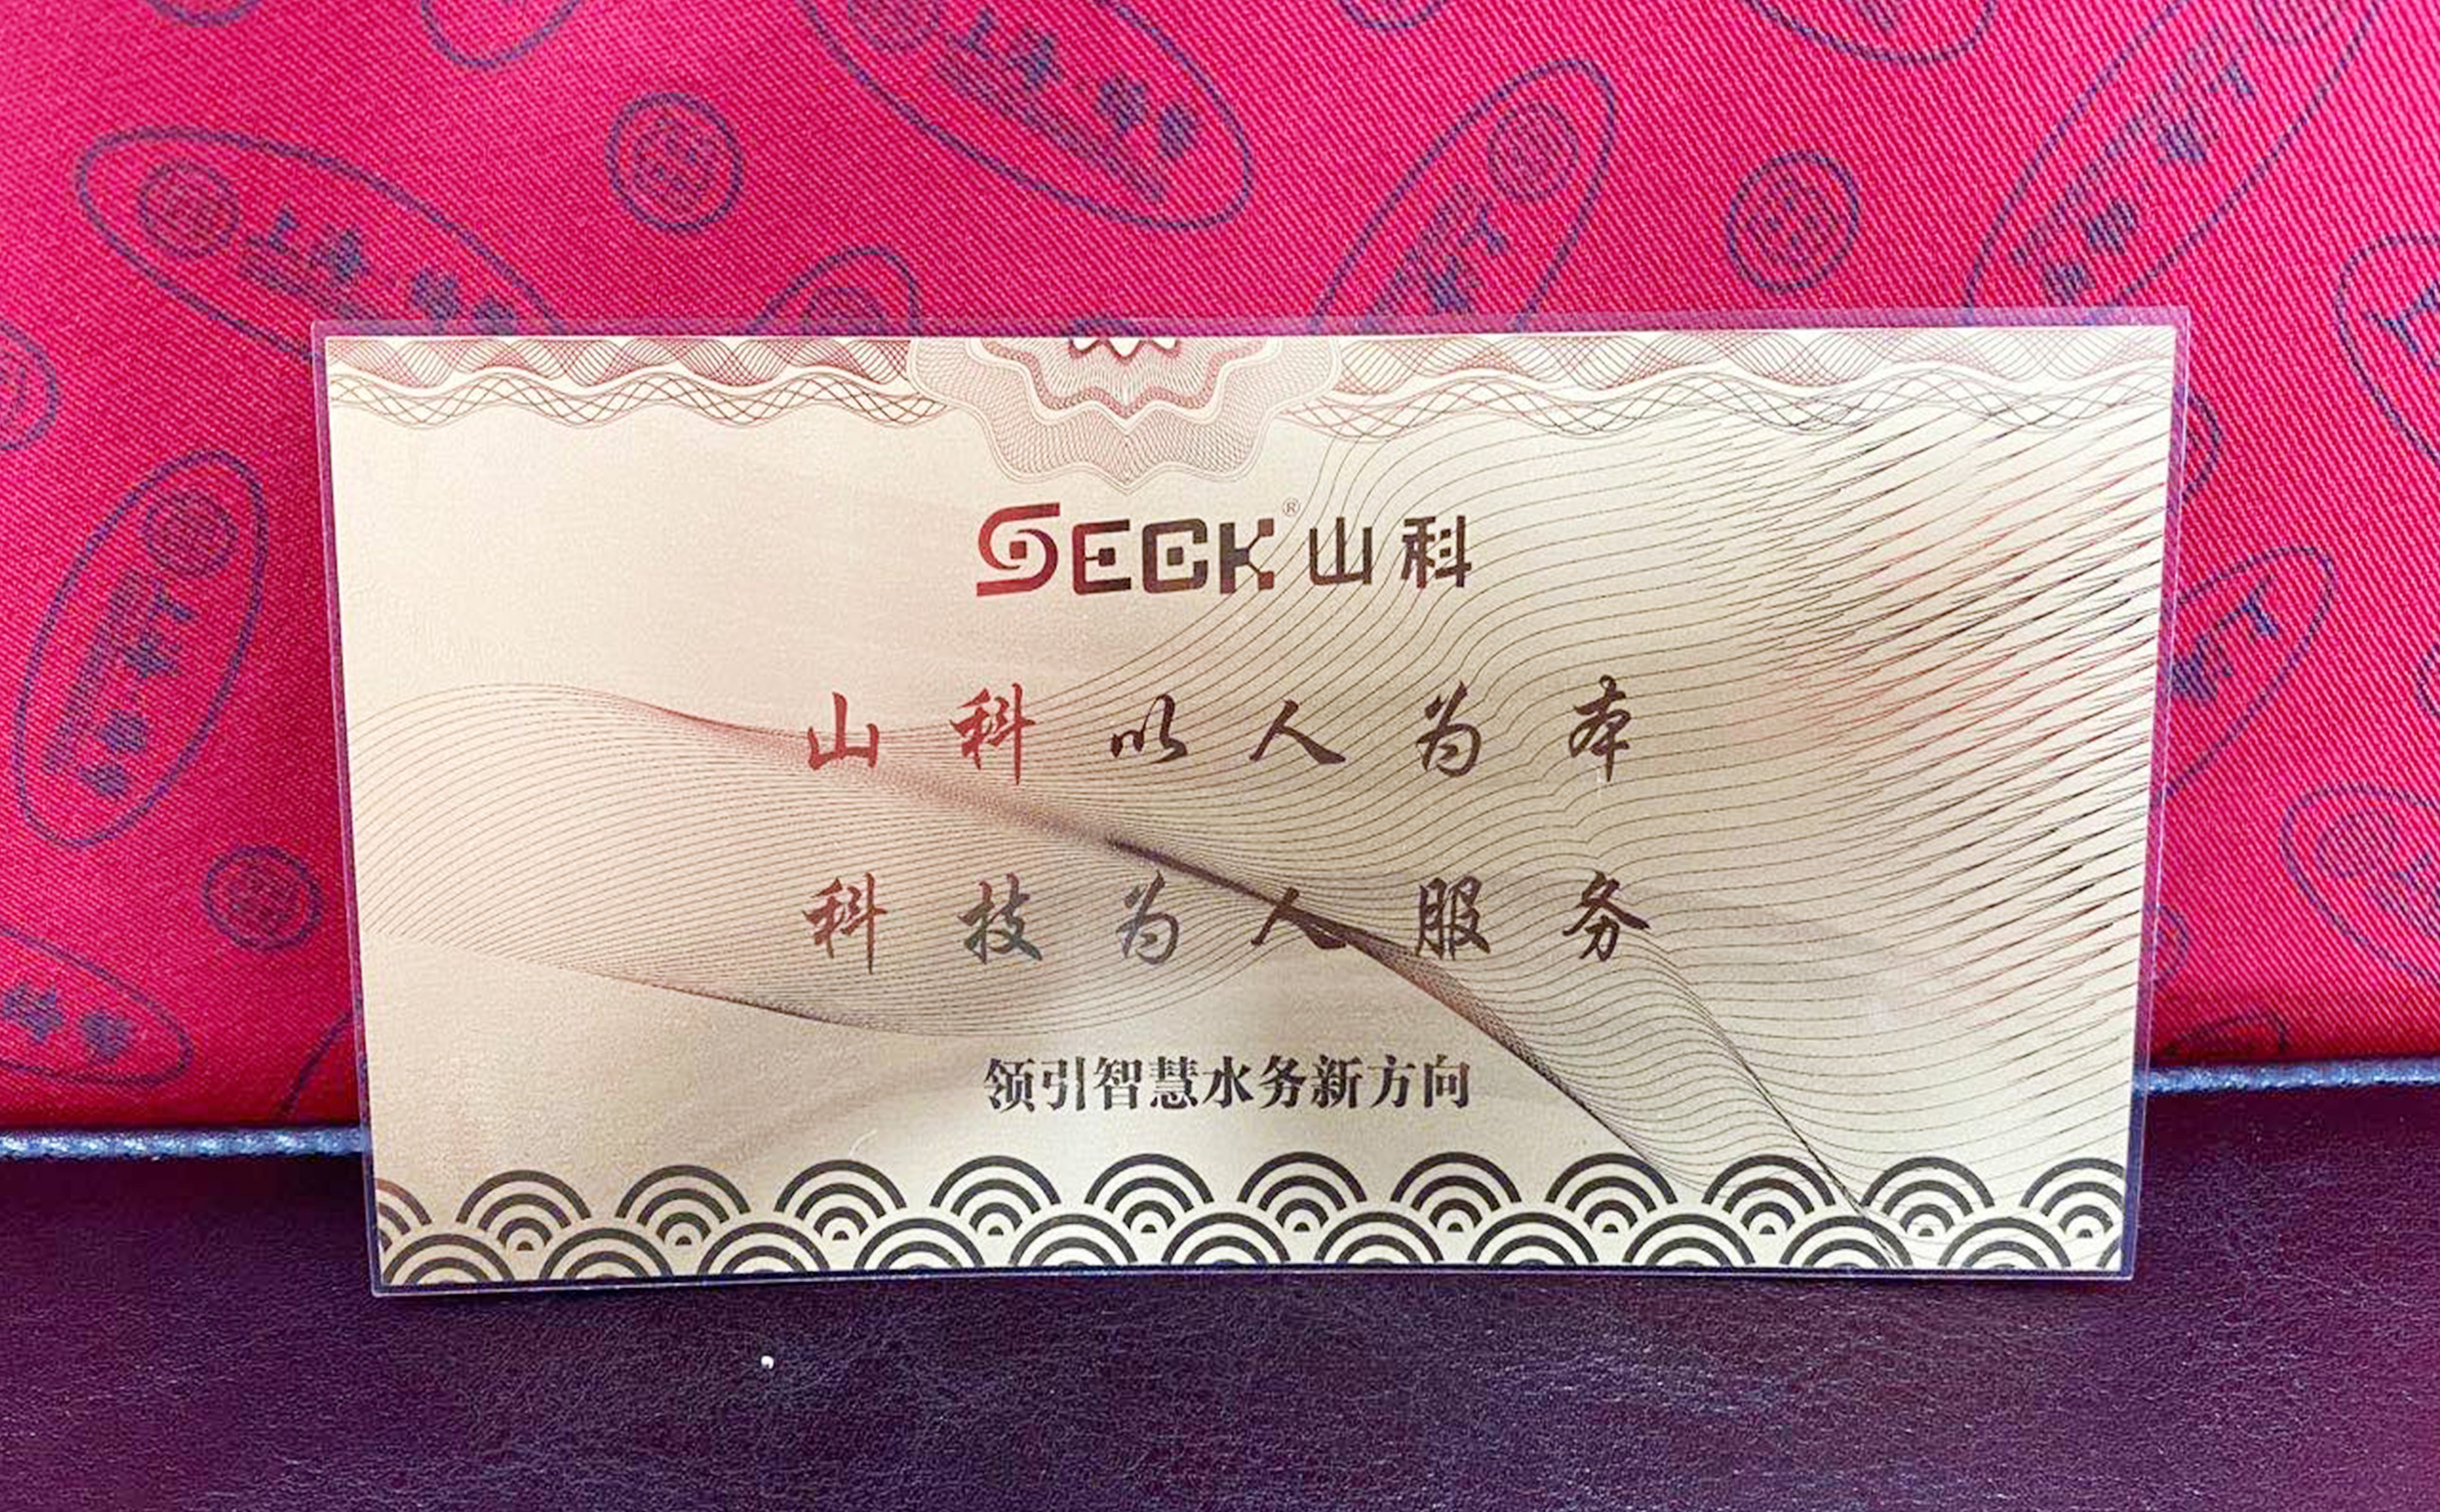 SECK® 山科
山科以人为本
科技为人服务
领引智慧水务新方向